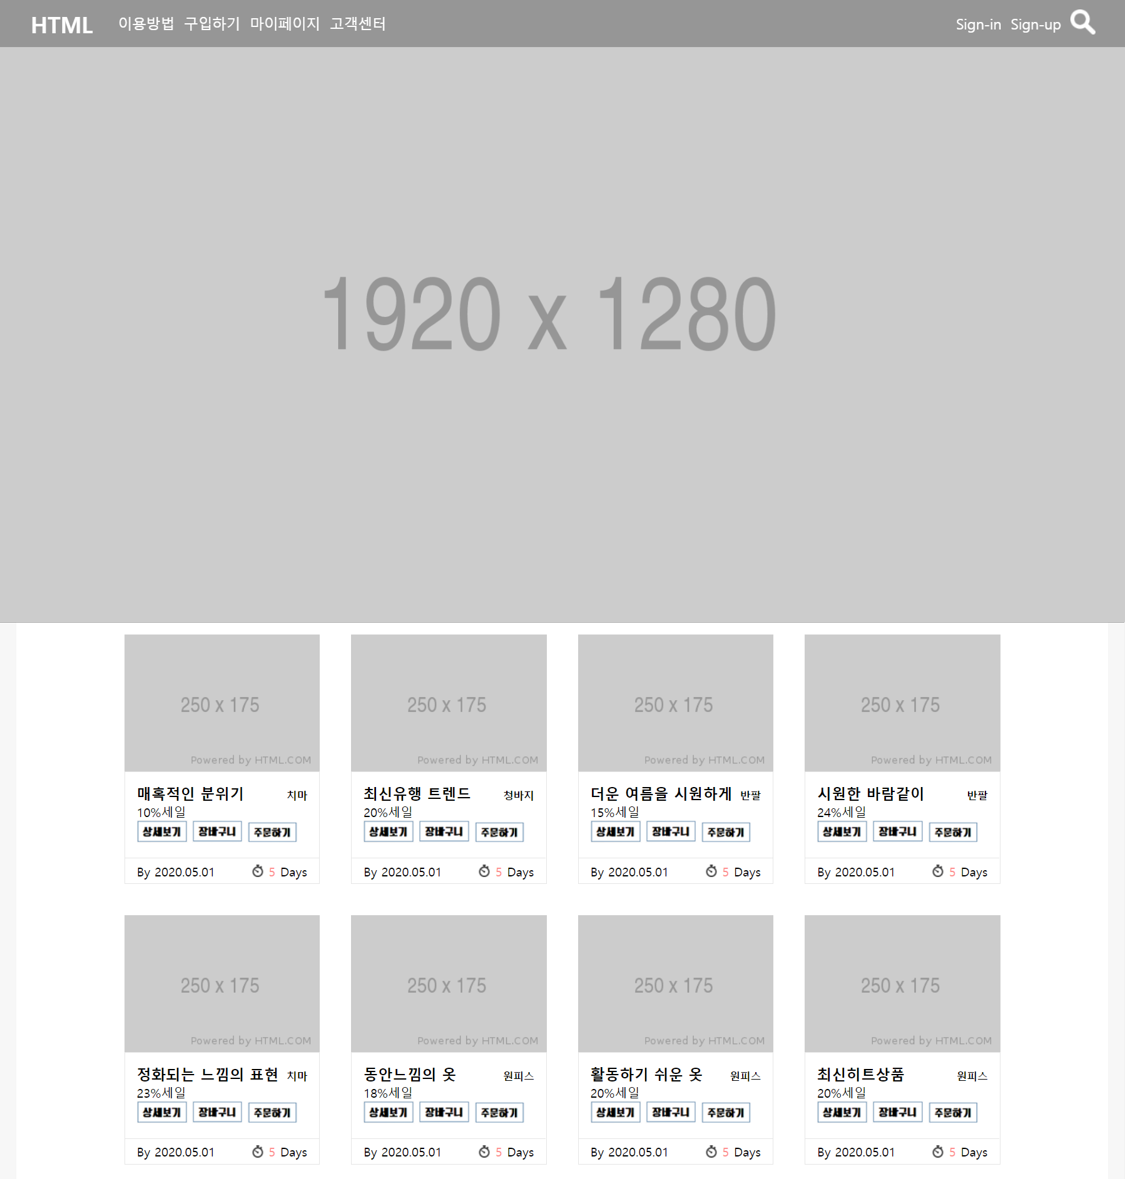 HTML 이용방법 구입하기 마이페이지 고객센터 Sign-in Sign-up
1920 x 1280
250 x 175 250 x 175 250 x 175 250 x 175
Powered by HTML.COM Powered by HTML.COM Powered by HTML.COM Powered by HTML.COM
매혹적인 분위기 치마 최신유행 트렌드 청바지 더운 여름을 시원하게 반팔 시원한 바람같이 반팔
10%세일 20%세일 15%세일 24%세일
상세보기 장바구니 주문하기 상세보기 장바구니 주문하기 상세보기 장바구니 주문하기 상세보기 장바구니 주문하기
By 2020.05.01 5 Days By 2020.05.01 5 Days By 2020.05.01 5 Days By 2020.05.01 5 Days
250 x 175 250 x 175 250 x 175 250 x 175
Powered by HTML.COM Powered by HTML.COM Powered by HTML.COM Powered by HTML.COM
정화되는 느낌의 표현 치마 동안느낌의 옷 원피스 활동하기 쉬운 옷 원피스 최신히트상품 원피스
23%세일 18%세일 20%세일 20%세일
상세보기 장바구니 주문하기 상세보기 장바구니 주문하기 상세보기 장바구니 주문하기 상세보기 장바구니 주문하기
By 2020.05.01 5 Days By 2020.05.01 5 Days By 2020.05.01 5 Days By 2020.05.01 5 Days